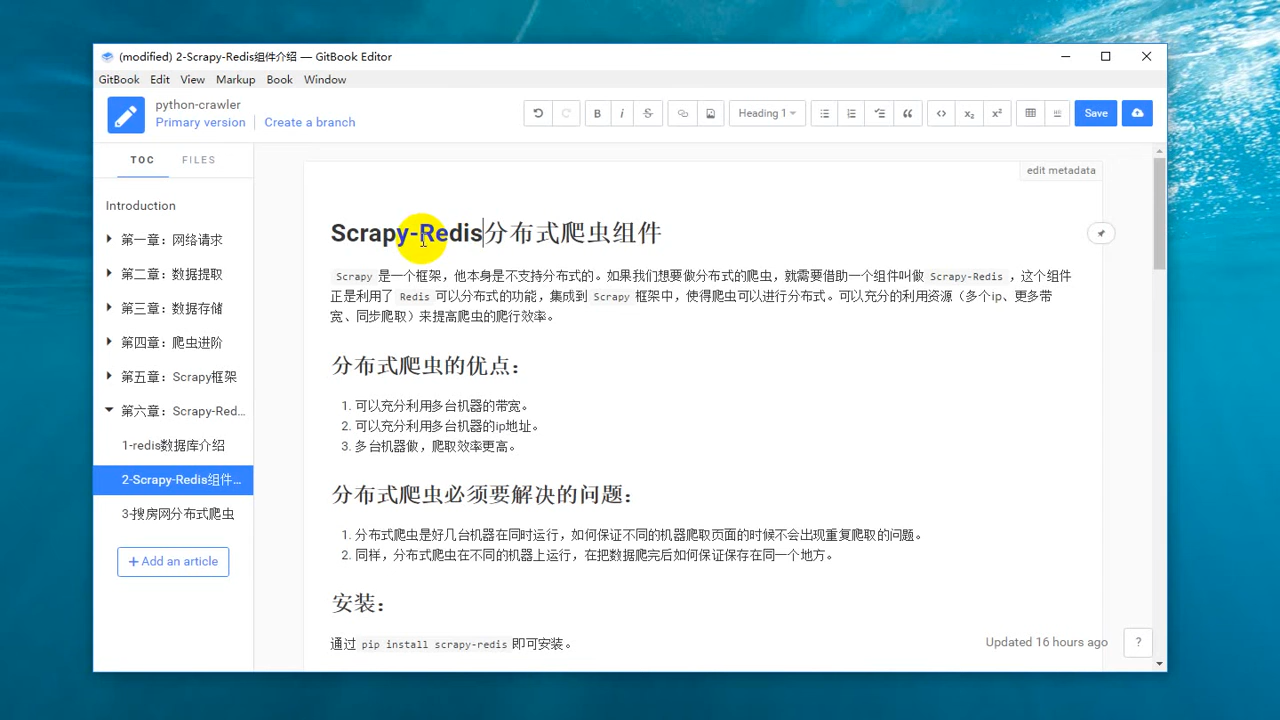 (modified) 2-Scrapy-Redis组件介绍 — GitBook Editor
GitBook Edit View Markup Book Window
python-crawler
Primary version Create a branch
B i S Heading 1 x₂ x² Save
TOC FILES
edit metadata
Introduction
第一章：网络请求
第二章：数据提取
第三章：数据存储
第四章：爬虫进阶
第五章：Scrapy框架
第六章：Scrapy-Red...
1-redis数据库介绍
2-Scrapy-Redis组件...
3-搜房网分布式爬虫
+ Add an article
Scrapy-Redis分布式爬虫组件
Scrapy 是一个框架，他本身是不支持分布式的。如果我们想要做分布式的爬虫，就需要借助一个组件叫做 Scrapy-Redis ，这个组件
正是利用了 Redis 可以分布式的功能，集成到 Scrapy 框架中，使得爬虫可以进行分布式。可以充分的利用资源（多个ip、更多带
宽、同步爬取）来提高爬虫的爬行效率。
分布式爬虫的优点：
1. 可以充分利用多台机器的带宽。
2. 可以充分利用多台机器的ip地址。
3. 多台机器做，爬取效率更高。
分布式爬虫必须要解决的问题：
1. 分布式爬虫是好几台机器在同时运行，如何保证不同的机器爬取页面的时候不会出现重复爬取的问题。
2. 同样，分布式爬虫在不同的机器上运行，在把数据爬完后如何保证保存在同一个地方。
安装：
通过 pip install scrapy-redis 即可安装。
Updated 16 hours ago ?